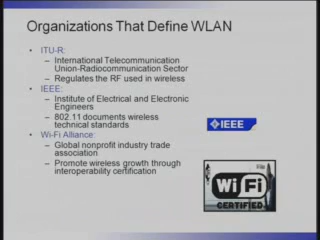 Organizations That Define WLAN
• ITU-R:
– International Telecommunication
Union-Radiocommunication Sector
– Regulates the RF used in wireless
• IEEE:
– Institute of Electrical and Electronic
Engineers
– 802.11 documents wireless
technical standards
• Wi-Fi Alliance:
– Global nonprofit industry trade
association
– Promote wireless growth through
interoperability certification
IEEE
Wi Fi
CERTIFIED